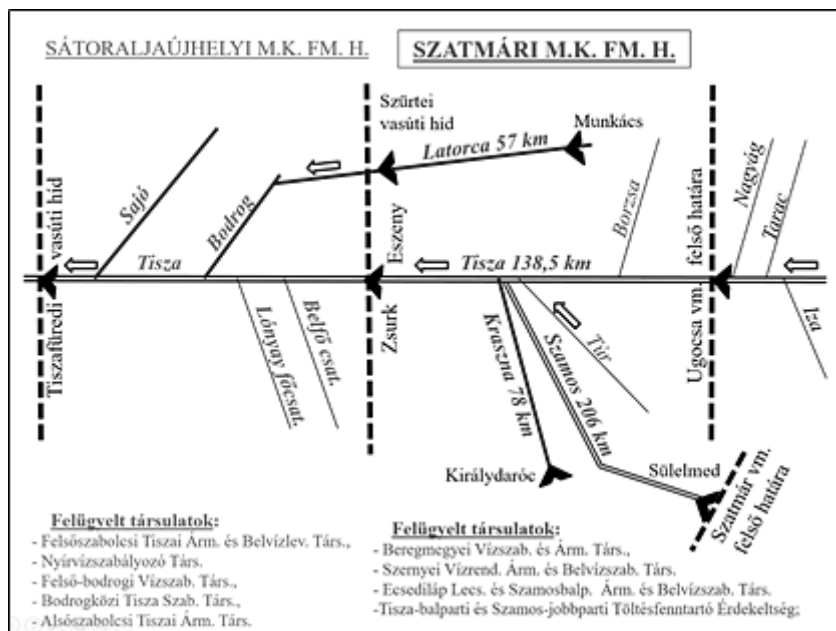 SÁTORALJAÚJHELYI M.K. FM. H.
SZATMÁRI M.K. FM. H.
Szürtei
vasúti híd
Munkács
Latorca 57 km
Sajó
Bodrog
Borzsa
Nagyág
Tarac
vasúti híd
Tiszafüredi
Eszeny
Zsurk
felső határa
Ugocsa vm.
Tisza
Tisza 138,5 km
Lónyay főcsat.
Belfő csat.
Kraszna 78 km
Szamos 206 km
Túr
Iza
Királydaróc
Sülelmed
Szatmár vm.
felső határa
Felügyelt társulatok:
- Felsőszabolcsi Tiszai Árm. és Belvízlev. Társ.,
- Nyírvízszabályozó Társ.
- Felső-bodrogi Vízszab. Társ.,
- Bodrogközi Tisza Szab. Társ.,
- Alsószabolcsi Tiszai Árm. Társ.
Felügyelt társulatok:
- Beregmegyei Vízszab. és Árm. Társ.,
- Szernyei Vízrend. Árm. és Belvízszab. Társ.
- Ecsediláp Lecs. és Szamosbalp. Árm. és Belvízszab. Társ.
-Tisza-balparti és Szamos-jobbparti Töltésfenntartó Érdekeltség;